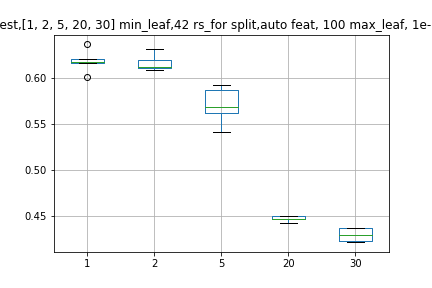 est,[1, 2, 5, 20, 30] min_leaf,42 rs_for split,auto feat, 100 max_leaf, 1e-
0.60
0.55
0.50
0.45
1 2 5 20 30